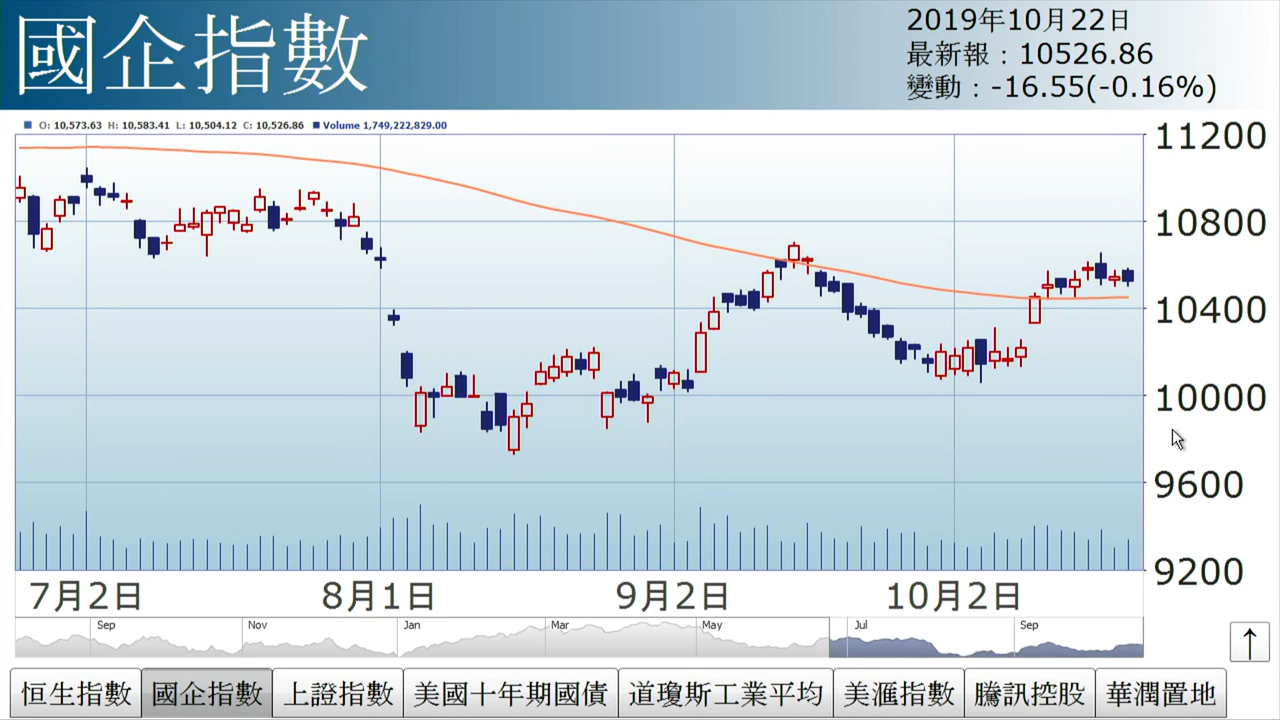 國企指數
2019年10月22日
最新報：10526.86
變動：-16.55(-0.16%)
O: 10,573.63 H: 10,583.41 L: 10,504.12 C: 10,526.86 Volume 1,749,222,829.00
11200
10800
10400
10000
9600
9200
7月2日 8月1日 9月2日 10月2日
Sep Nov Jan Mar May Jul Sep
↑
恒生指數 國企指數 上證指數 美國十年期國債 道瓊斯工業平均 美滙指數 騰訊控股 華潤置地